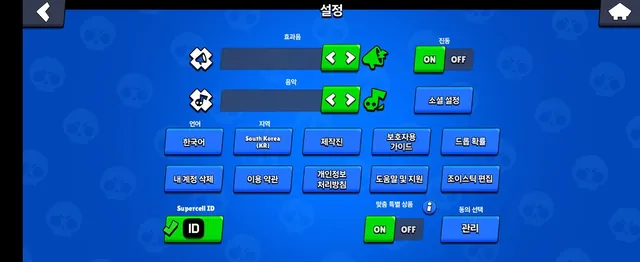 설정
효과음
진동
ON OFF
음악
소셜 설정
언어
지역
한국어
South Korea
(KR)
제작진
보호자용
가이드
드롭 확률
내 계정 삭제
이용 약관
개인정보
처리방침
도움말 및 지원
조이스틱 편집
Supercell ID
맞춤 특별 상품
i
동의 선택
ID
ON OFF
관리